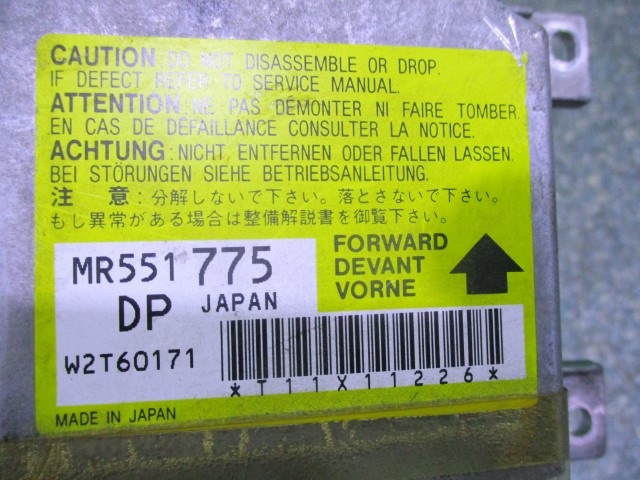 CAUTION: DO NOT DISASSEMBLE OR DROP.
IF DEFECT REFER TO SERVICE MANUAL.
ATTENTION: NE PAS DÉMONTER NI FAIRE TOMBER.
EN CAS DE DÉFAILLANCE CONSULTER LA NOTICE.
ACHTUNG: NICHT ENTFERNEN ODER FALLEN LASSEN.
BEI STÖRUNGEN SIEHE BETRIEBSANLEITUNG.
注 意:分解しないで下さい。落とさないで下さい。
もし異常がある場合は整備解説書を御覧下さい。
MR551775
DP JAPAN
W2T60171
FORWARD
DEVANT
VORNE
*T11X11226*
MADE IN JAPAN